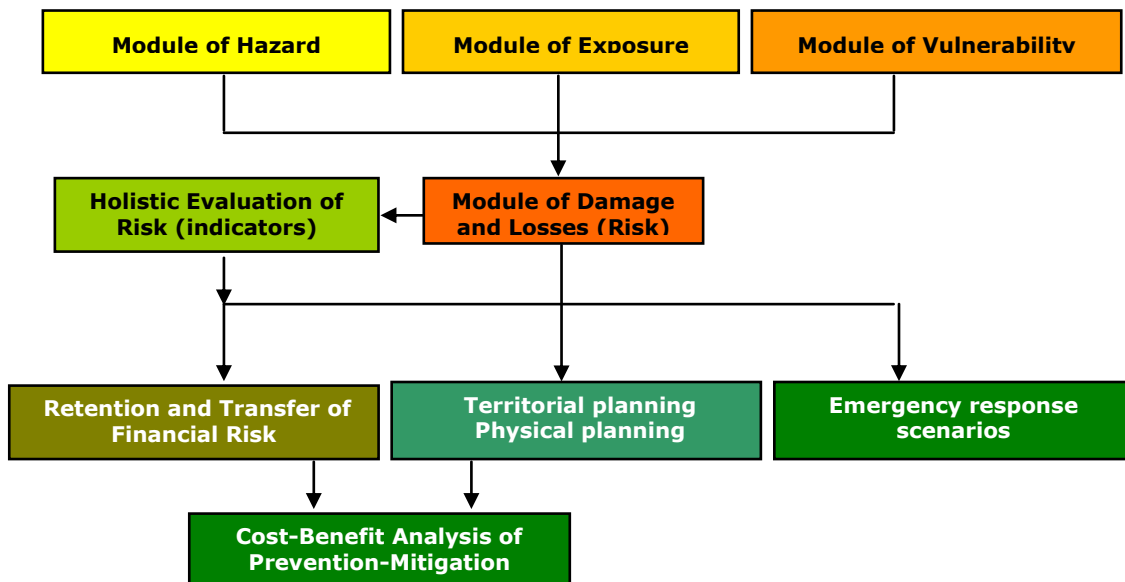 Module of Hazard
Module of Exposure
Module of Vulnerability
Holistic Evaluation of
Risk (indicators)
Module of Damage
and Losses (Risk)
Retention and Transfer of
Financial Risk
Territorial planning
Physical planning
Emergency response
scenarios
Cost-Benefit Analysis of
Prevention-Mitigation